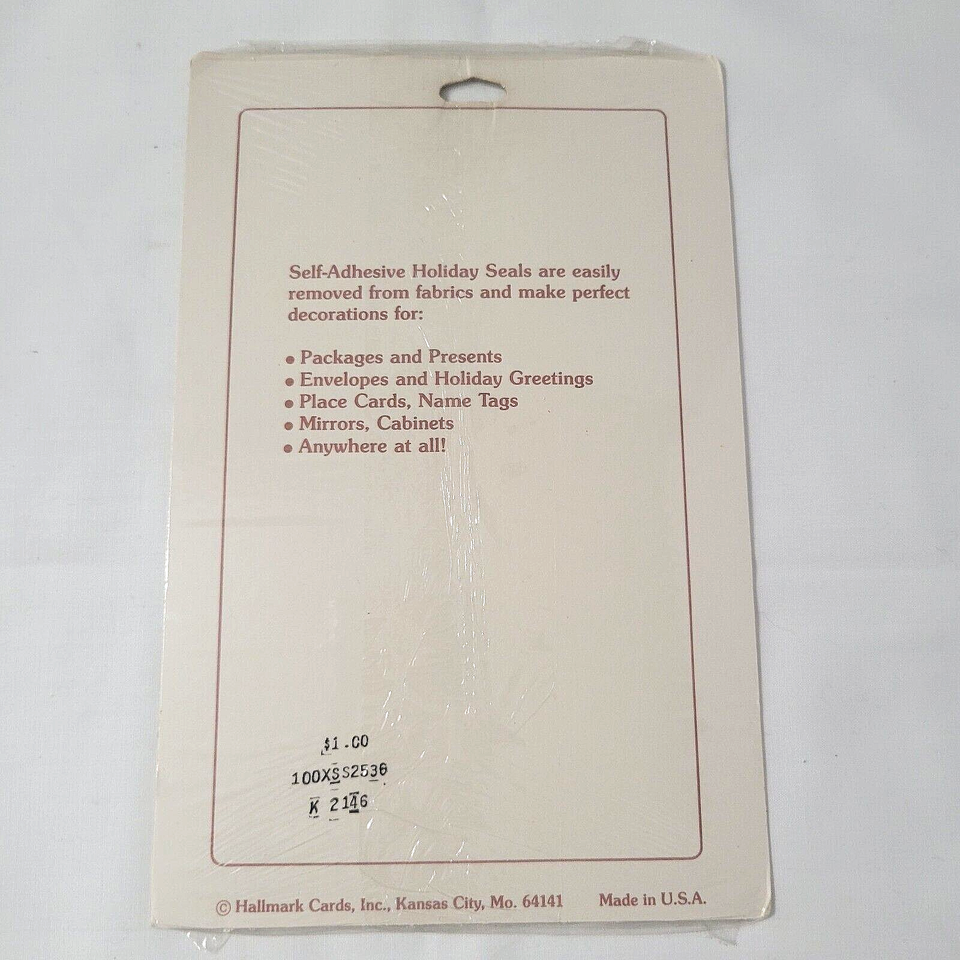 Self-Adhesive Holiday Seals are easily
removed from fabrics and make perfect
decorations for:
● Packages and Presents
● Envelopes and Holiday Greetings
● Place Cards, Name Tags
● Mirrors, Cabinets
● Anywhere at all!
$1.00
100XSS2536
K 2146
© Hallmark Cards, Inc., Kansas City, Mo. 64141 Made in U.S.A.